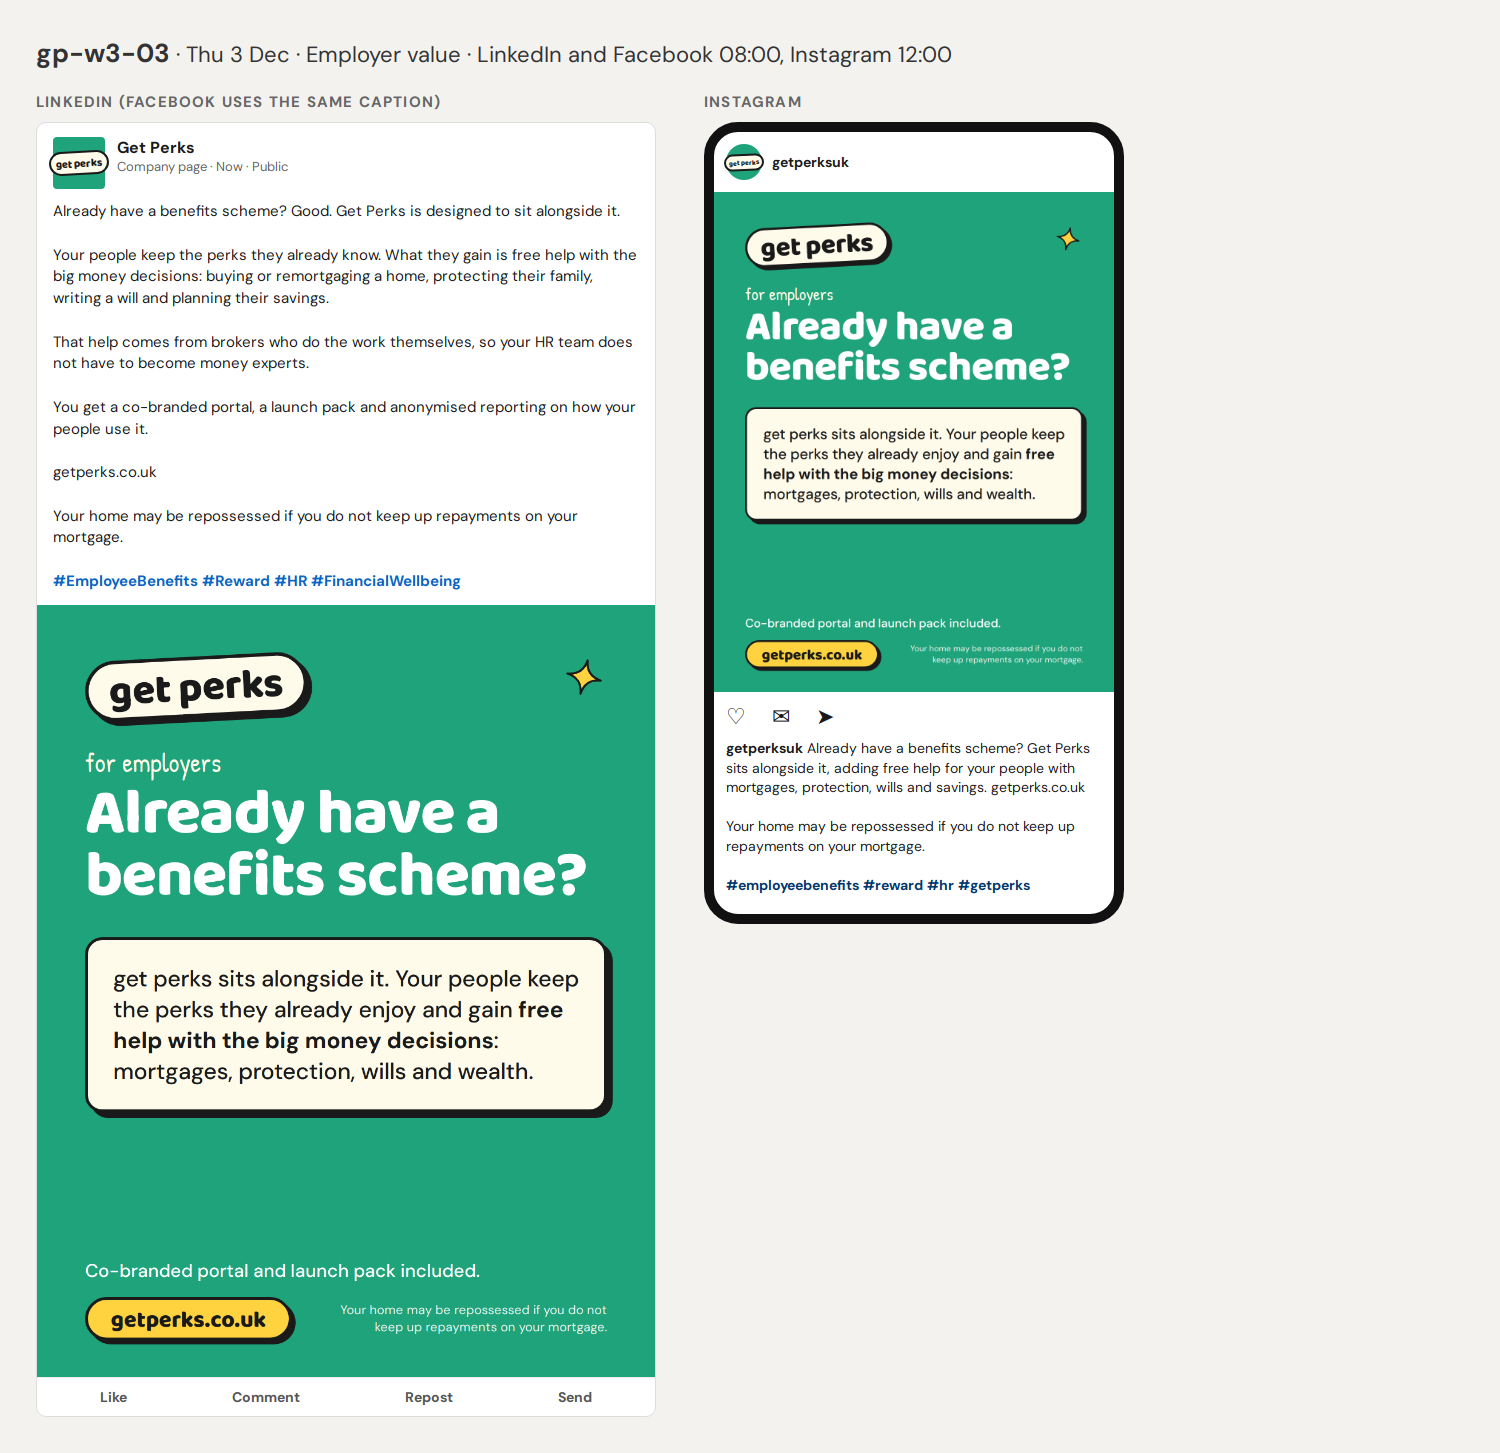 gp-w3-03 · Thu 3 Dec · Employer value · LinkedIn and Facebook 08:00, Instagram 12:00
LINKEDIN (FACEBOOK USES THE SAME CAPTION)
get perks
Get Perks
Company page · Now · Public
Already have a benefits scheme? Good. Get Perks is designed to sit alongside it.
Your people keep the perks they already know. What they gain is free help with the
big money decisions: buying or remortgaging a home, protecting their family,
writing a will and planning their savings.
That help comes from brokers who do the work themselves, so your HR team does
not have to become money experts.
You get a co-branded portal, a launch pack and anonymised reporting on how your
people use it.
getperks.co.uk
Your home may be repossessed if you do not keep up repayments on your
mortgage.
#EmployeeBenefits #Reward #HR #FinancialWellbeing
get perks
for employers
Already have a
benefits scheme?
get perks sits alongside it. Your people keep
the perks they already enjoy and gain free
help with the big money decisions:
mortgages, protection, wills and wealth.
Co-branded portal and launch pack included.
getperks.co.uk
Your home may be repossessed if you do not
keep up repayments on your mortgage.
Like Comment Repost Send
INSTAGRAM
get perks
getperksuk
get perks
for employers
Already have a
benefits scheme?
get perks sits alongside it. Your people keep
the perks they already enjoy and gain free
help with the big money decisions:
mortgages, protection, wills and wealth.
Co-branded portal and launch pack included.
getperks.co.uk
Your home may be repossessed if you do not
keep up repayments on your mortgage.
getperksuk Already have a benefits scheme? Get Perks
sits alongside it, adding free help for your people with
mortgages, protection, wills and savings. getperks.co.uk
Your home may be repossessed if you do not keep up
repayments on your mortgage.
#employeebenefits #reward #hr #getperks